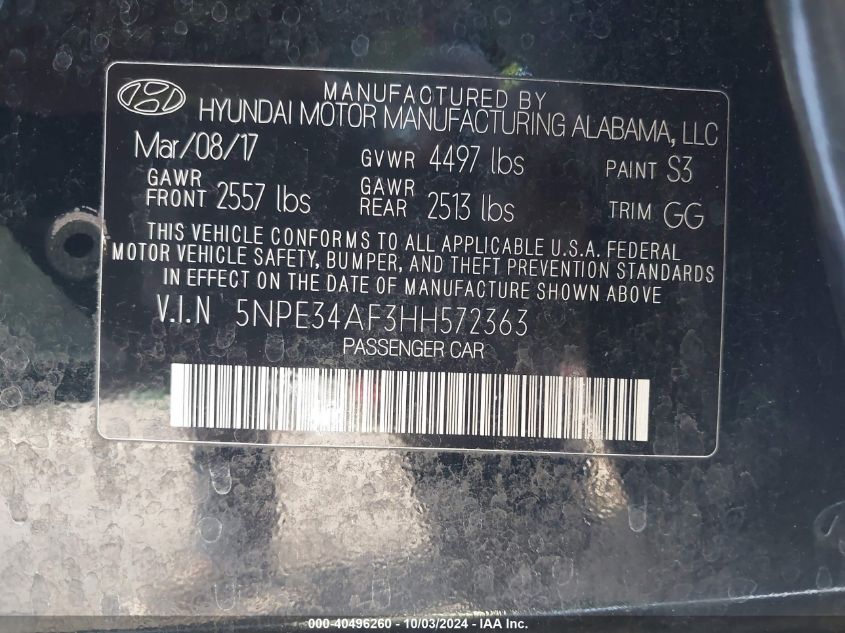 MANUFACTURED BY
HYUNDAI MOTOR MANUFACTURING ALABAMA, LLC
Mar/08/17 GVWR 4497 lbs PAINT S3
GAWR FRONT 2557 lbs GAWR REAR 2513 lbs TRIM GG
THIS VEHICLE CONFORMS TO ALL APPLICABLE U.S.A. FEDERAL
MOTOR VEHICLE SAFETY, BUMPER, AND THEFT PREVENTION STANDARDS
IN EFFECT ON THE DATE OF MANUFACTURE SHOWN ABOVE
V.I.N 5NPE34AF3HH572363
PASSENGER CAR
000-40496260 - 10/03/2024 - IAA Inc.